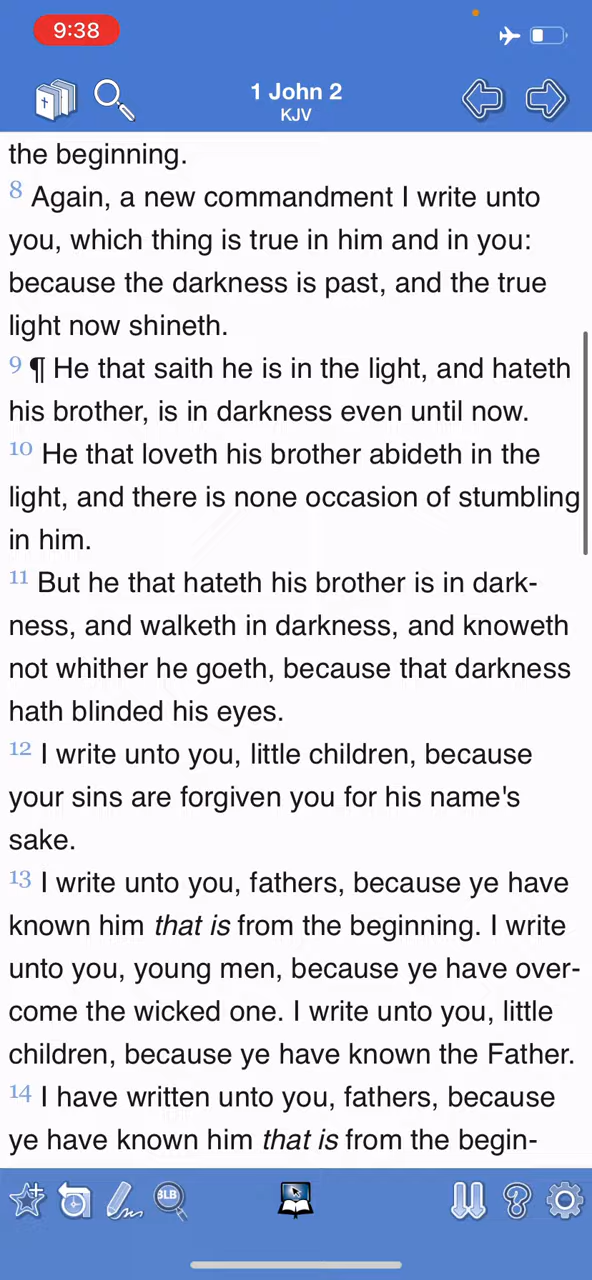 9:38
1 John 2
KJV
the beginning.
8 Again, a new commandment I write unto
you, which thing is true in him and in you:
because the darkness is past, and the true
light now shineth.
9 ¶ He that saith he is in the light, and hateth
his brother, is in darkness even until now.
10 He that loveth his brother abideth in the
light, and there is none occasion of stumbling
in him.
11 But he that hateth his brother is in dark-
ness, and walketh in darkness, and knoweth
not whither he goeth, because that darkness
hath blinded his eyes.
12 I write unto you, little children, because
your sins are forgiven you for his name's
sake.
13 I write unto you, fathers, because ye have
known him that is from the beginning. I write
unto you, young men, because ye have over-
come the wicked one. I write unto you, little
children, because ye have known the Father.
14 I have written unto you, fathers, because
ye have known him that is from the begin-
BLB